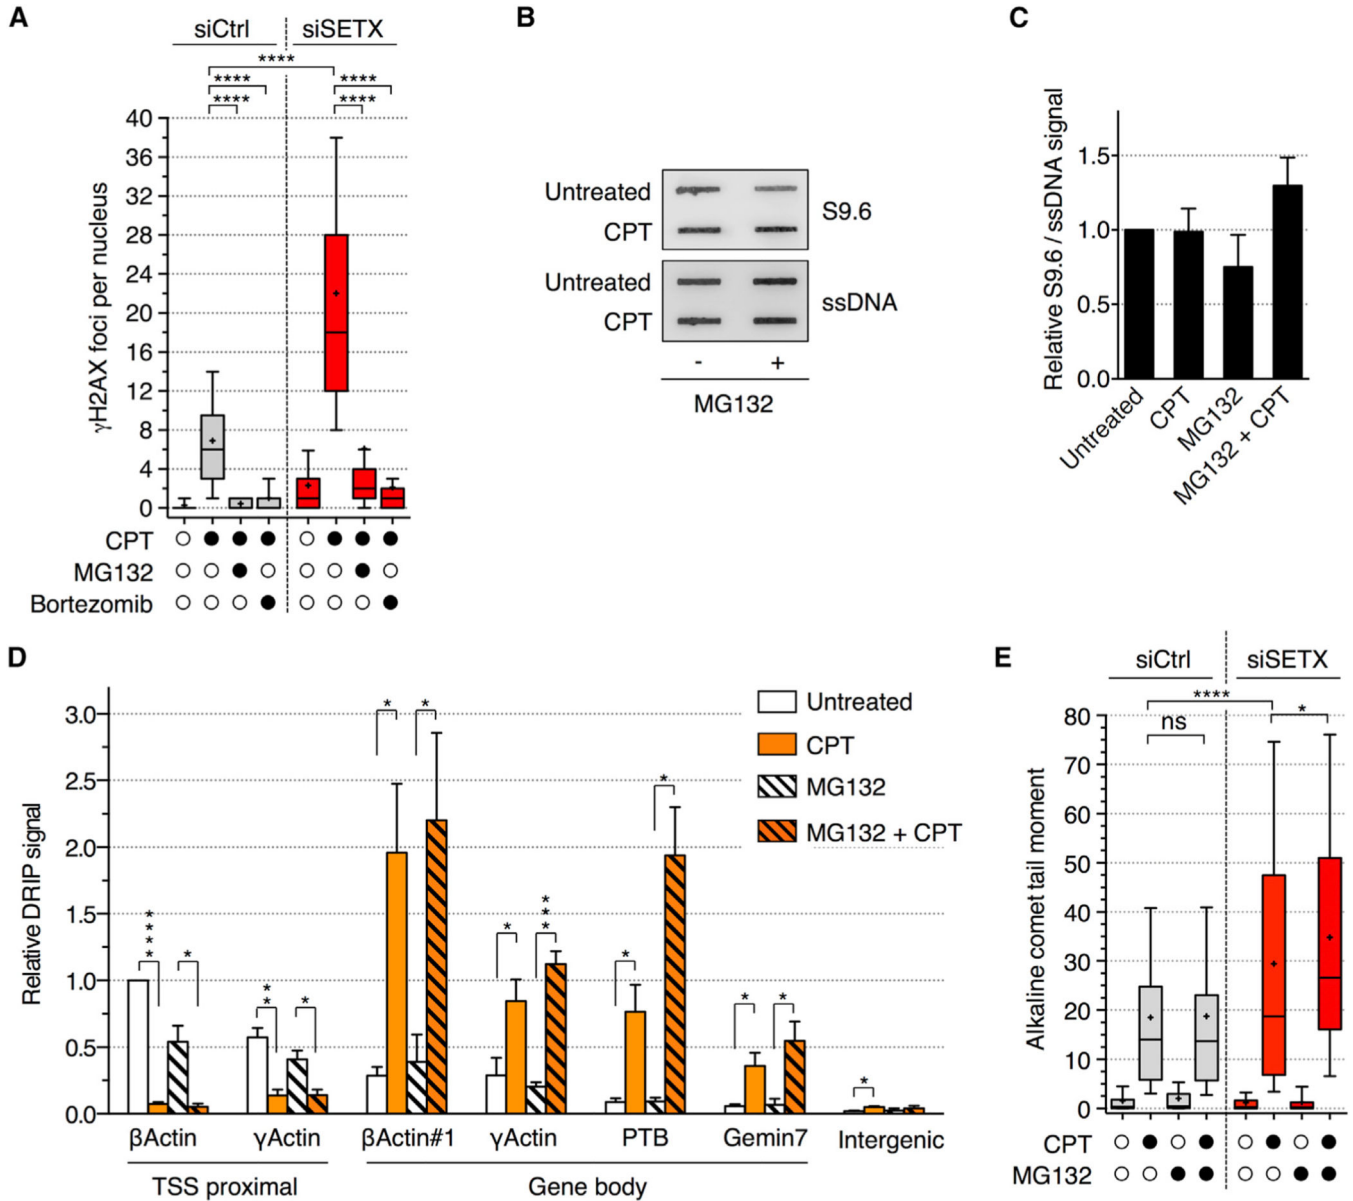 A
siCtrl siSETX
****
**** ****
**** ****
γH2AX foci per nucleus
40
36
32
28
24
20
16
12
8
4
0
CPT
MG132
Bortezomib
B
Untreated
CPT
S9.6
Untreated
CPT
ssDNA
- +
MG132
C
Relative S9.6 / ssDNA signal
1.5
1.0
0.5
0.0
Untreated
CPT
MG132
MG132 + CPT
D
Relative DRIP signal
3.0
2.5
2.0
1.5
1.0
0.5
0.0
**** * ** * * * * *** * * * * *
Untreated
CPT
MG132
MG132 + CPT
βActin γActin βActin#1 γActin PTB Gemin7 Intergenic
TSS proximal Gene body
E
siCtrl siSETX
****
ns *
Alkaline comet tail moment
80
70
60
50
40
30
20
10
0
CPT
MG132